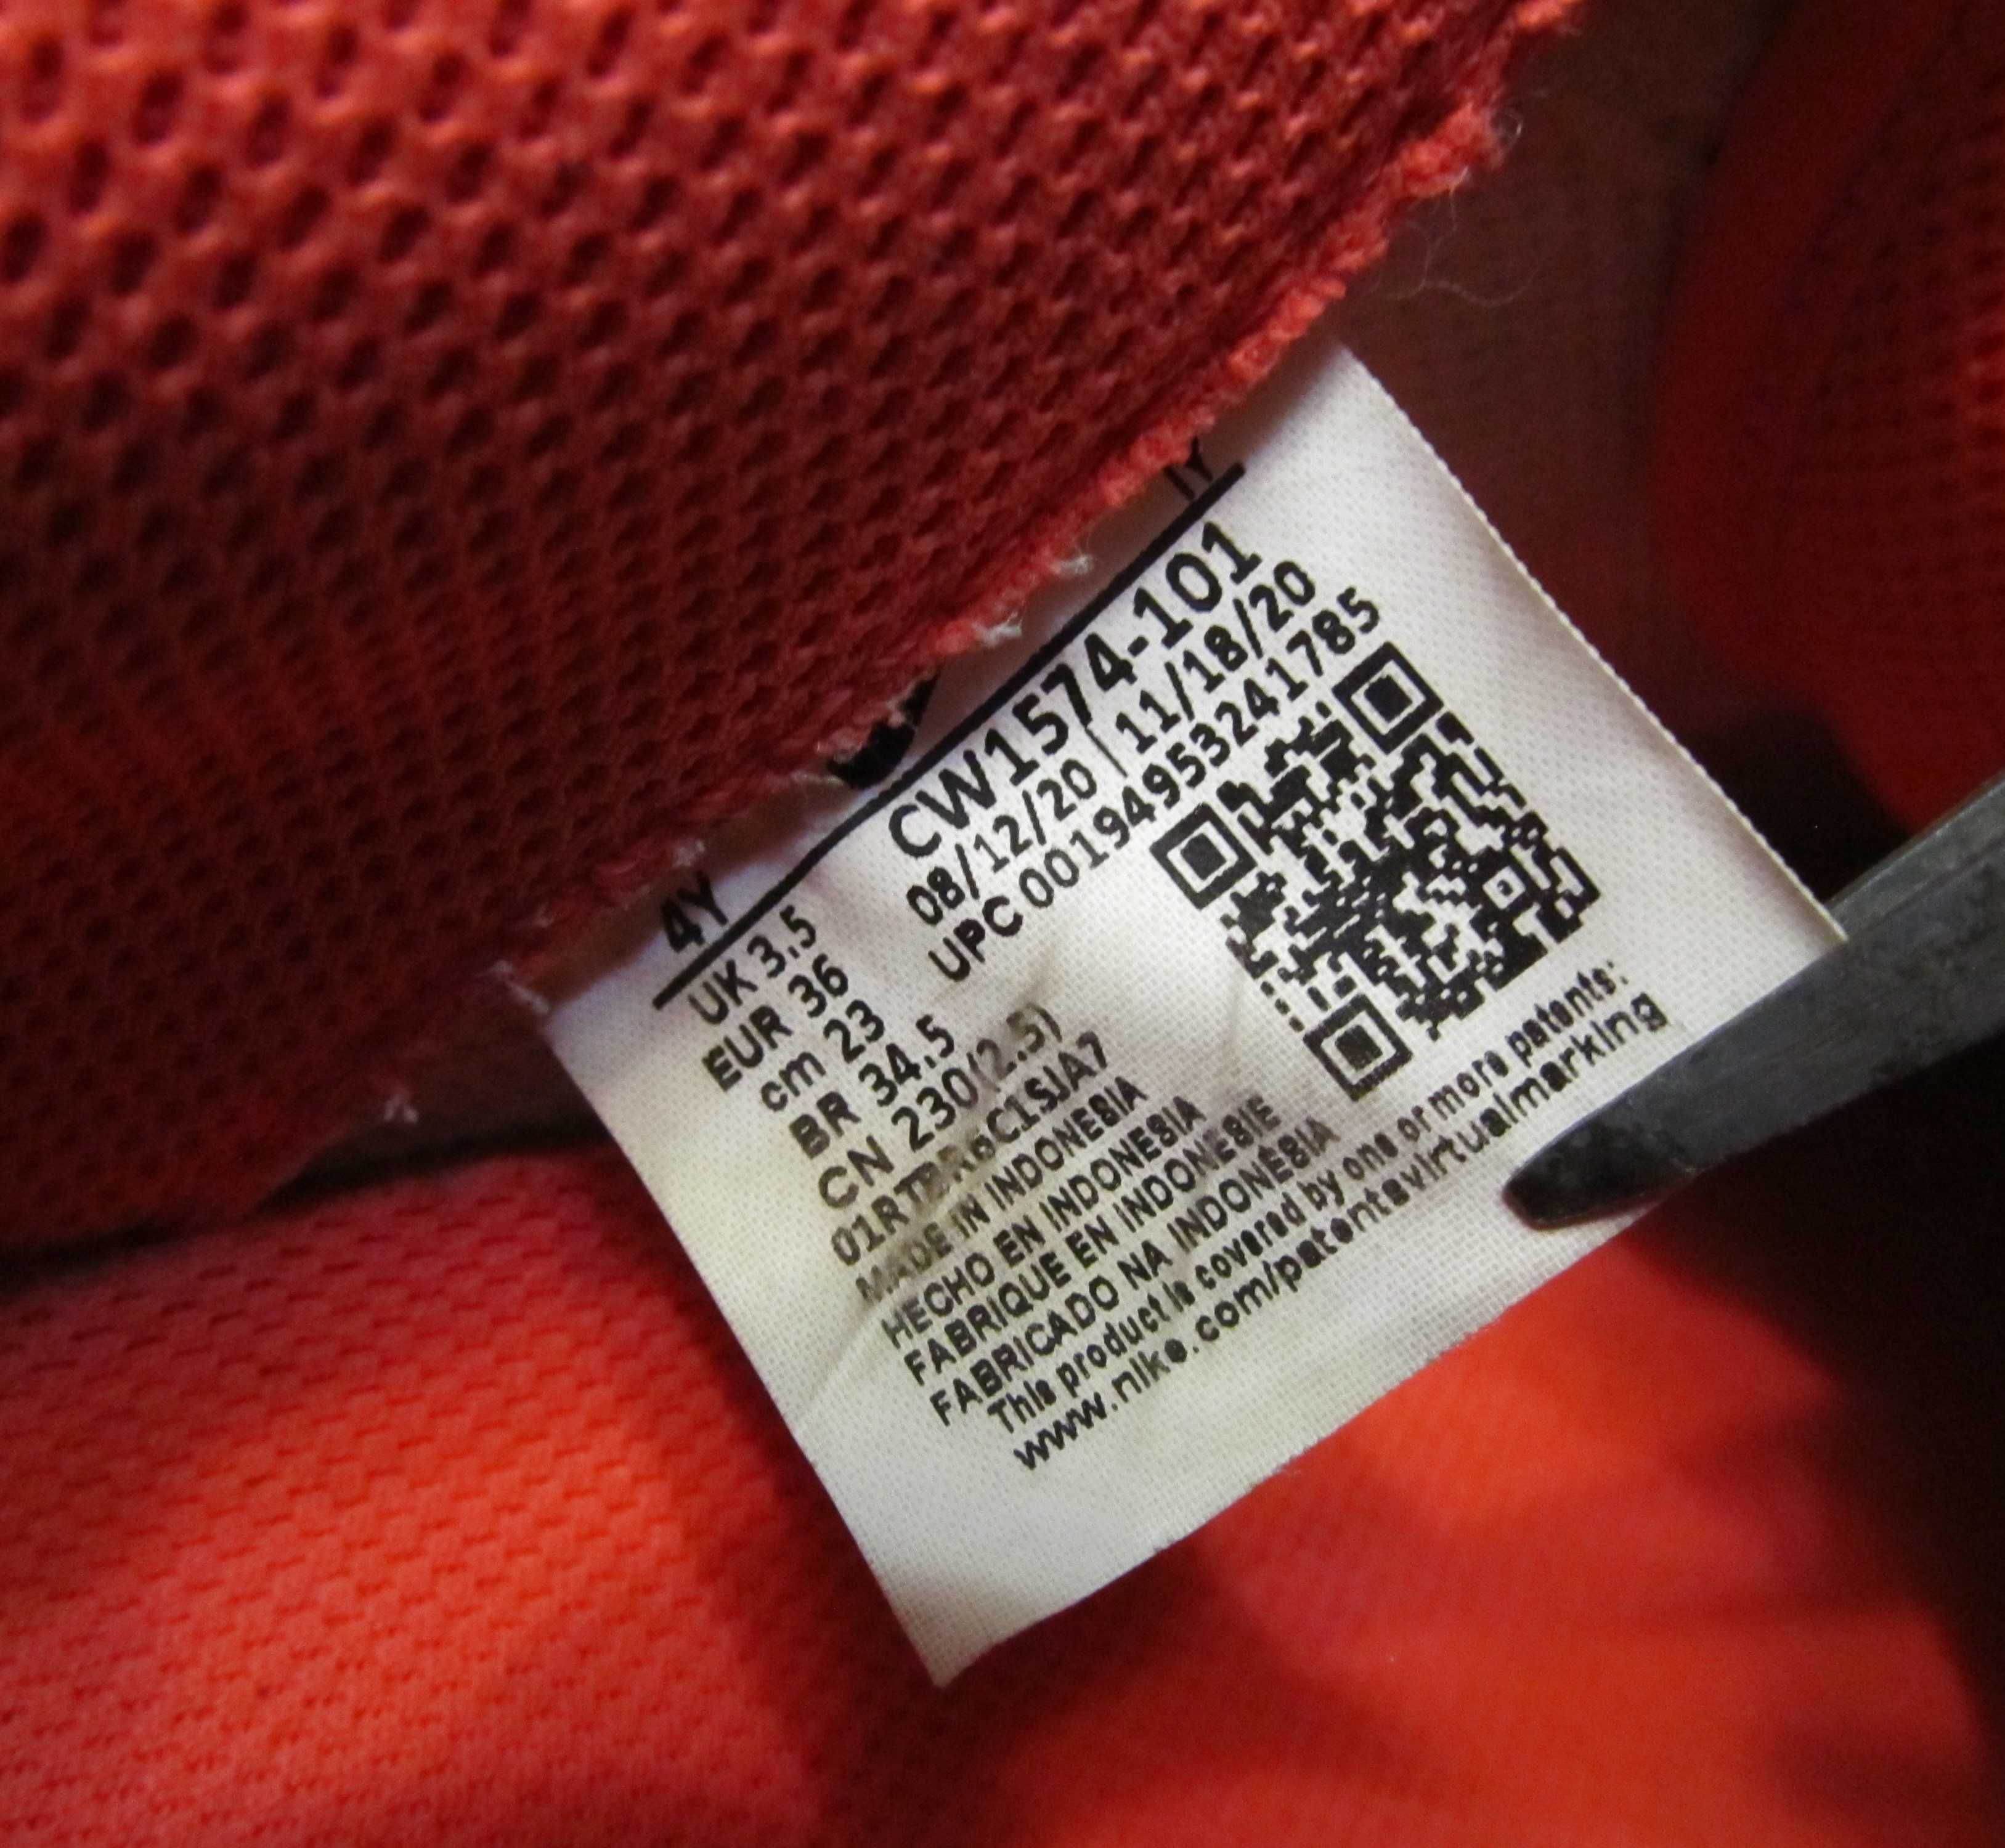 4Y
CW1574-101
08/12/20 | 11/18/20
UPC 00194953241785
UK 3.5
EUR 36
cm 23
BR 34.5
CN 230(2.5)
MADE IN INDONESIA
HECHO EN INDONESIA
FABRIQUE EN INDONESIE
FABRICADO NA INDONÉSIA
This product is covered by one or more patents:
www.nike.com/patentsvirtualmarking